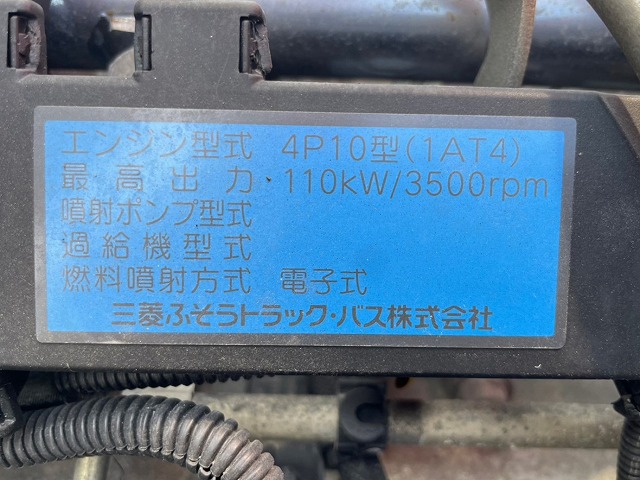 エンジン型式 4P10型(1AT4)
最高出力 110kW/3500rpm
噴射ポンプ型式
過給機型式
燃料噴射方式 電子式
三菱ふそうトラック・バス株式会社